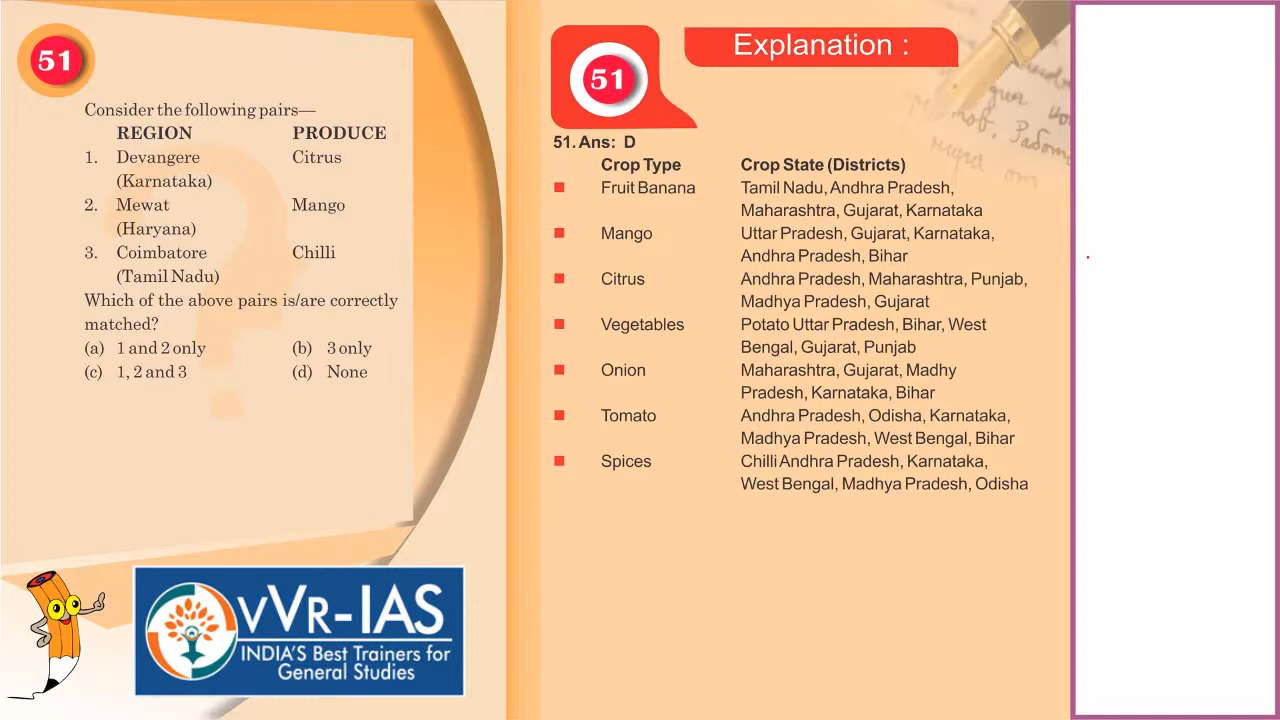 51
Consider the following pairs—
REGION PRODUCE
1. Devangere Citrus
(Karnataka)
2. Mewat Mango
(Haryana)
3. Coimbatore Chilli
(Tamil Nadu)
Which of the above pairs is/are correctly
matched?
(a) 1 and 2 only (b) 3 only
(c) 1, 2 and 3 (d) None
vVr-IAS
INDIA'S Best Trainers for
General Studies
51
Explanation :
51. Ans: D
Crop Type Crop State (Districts)
Fruit Banana Tamil Nadu, Andhra Pradesh,
Maharashtra, Gujarat, Karnataka
Mango Uttar Pradesh, Gujarat, Karnataka,
Andhra Pradesh, Bihar
Citrus Andhra Pradesh, Maharashtra, Punjab,
Madhya Pradesh, Gujarat
Vegetables Potato Uttar Pradesh, Bihar, West
Bengal, Gujarat, Punjab
Onion Maharashtra, Gujarat, Madhy
Pradesh, Karnataka, Bihar
Tomato Andhra Pradesh, Odisha, Karnataka,
Madhya Pradesh, West Bengal, Bihar
Spices Chilli Andhra Pradesh, Karnataka,
West Bengal, Madhya Pradesh, Odisha